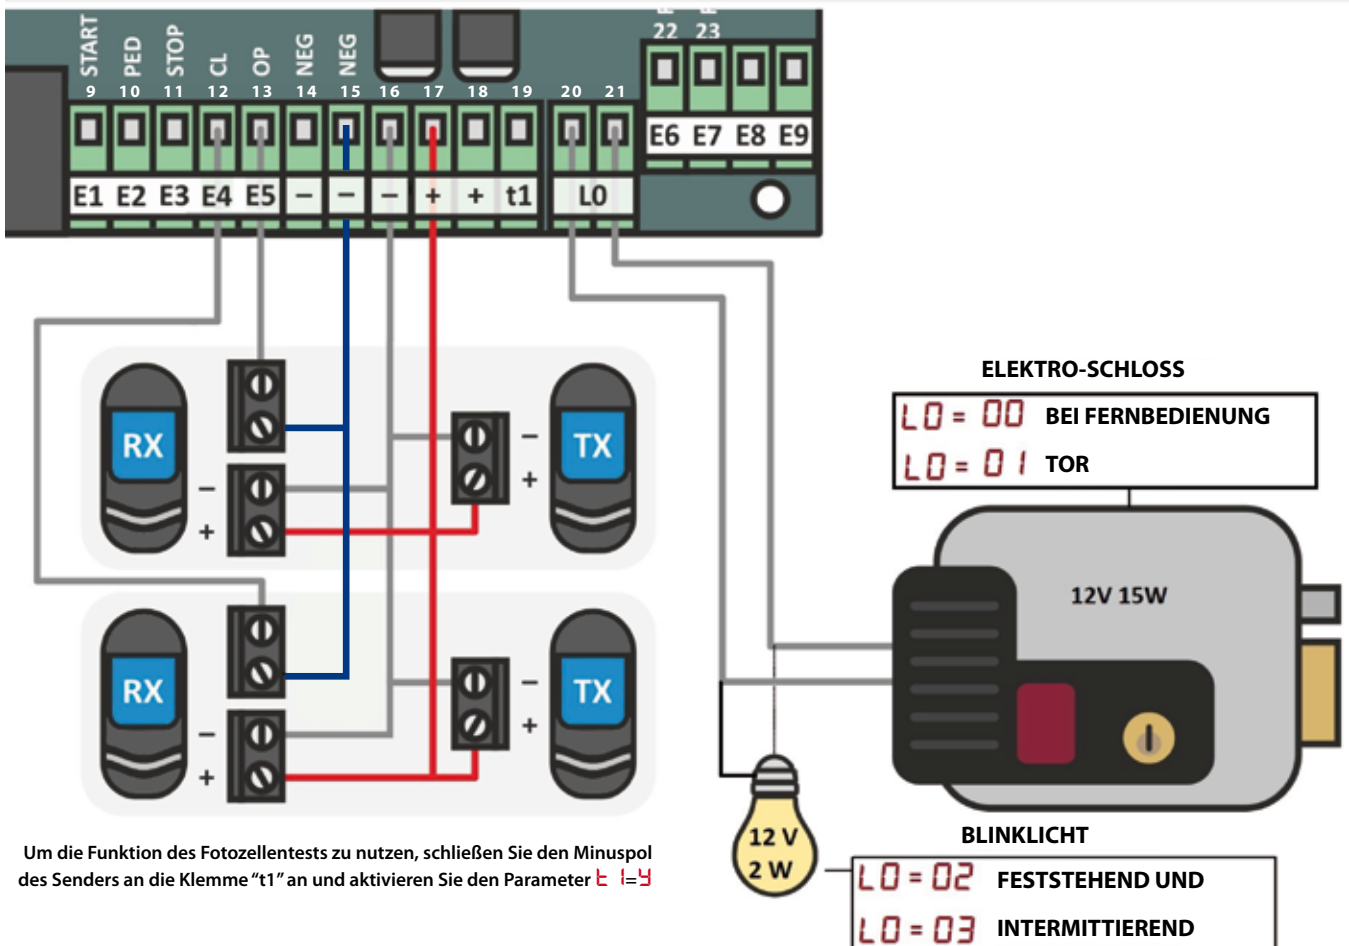 START PED STOP CL OP NEG NEG
22 23
9 10 11 12 13 14 15 16 17 18 19 20 21
E6 E7 E8 E9
E1 E2 E3 E4 E5 – – – + + t1 L0
ELEKTRO-SCHLOSS
L0 = 00 BEI FERNBEDIENUNG
L0 = 01 TOR
RX
–
+
–
+
TX
12V 15W
RX
–
+
–
+
TX
12 V
2 W
BLINKLICHT
L0 = 02 FESTSTEHEND UND
L0 = 03 INTERMITTIEREND
Um die Funktion des Fotozellentests zu nutzen, schließen Sie den Minuspol
des Senders an die Klemme “t1” an und aktivieren Sie den Parameter t1=y